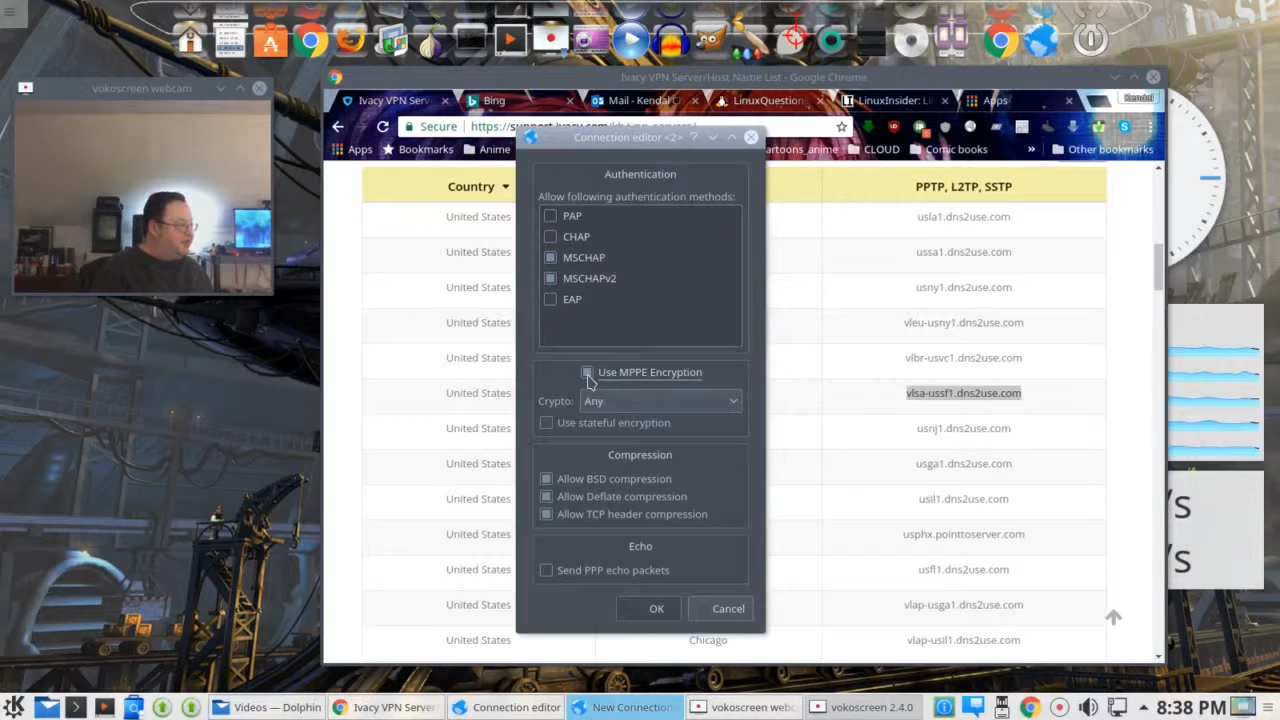 vokoscreen webcam
Ivacy VPN Server/Host Name List - Google Chrome
Ivacy VPN Serv
Bing
Mail - Kendal C
LinuxQuestion
LinuxInsider: L
Apps
Kendal
Secure
https://support.ivacy.com
Connection editor <2>
Apps
Bookmarks
Anime
artoons_anime
CLOUD
Comic books
»
Other bookmarks
Country
PPTP, L2TP, SSTP
United States
usla1.dns2use.com
United States
ussa1.dns2use.com
United States
usny1.dns2use.com
United States
vleu-usny1.dns2use.com
United States
vlbr-usvc1.dns2use.com
United States
vlsa-ussf1.dns2use.com
United States
usnj1.dns2use.com
United States
usga1.dns2use.com
United States
usil1.dns2use.com
United States
usphx.pointtoserver.com
United States
usfl1.dns2use.com
United States
vlap-usga1.dns2use.com
United States
Chicago
vlap-usil1.dns2use.com
Authentication
Allow following authentication methods:
PAP
CHAP
MSCHAP
MSCHAPv2
EAP
Use MPPE Encryption
Crypto: Any
Use stateful encryption
Compression
Allow BSD compression
Allow Deflate compression
Allow TCP header compression
Echo
Send PPP echo packets
OK
Cancel
/s
/s
Videos — Dolphin
Ivacy VPN Serve
Connection editor
New Connection
vokoscreen webc
vokoscreen 2.4.0
8:38 PM